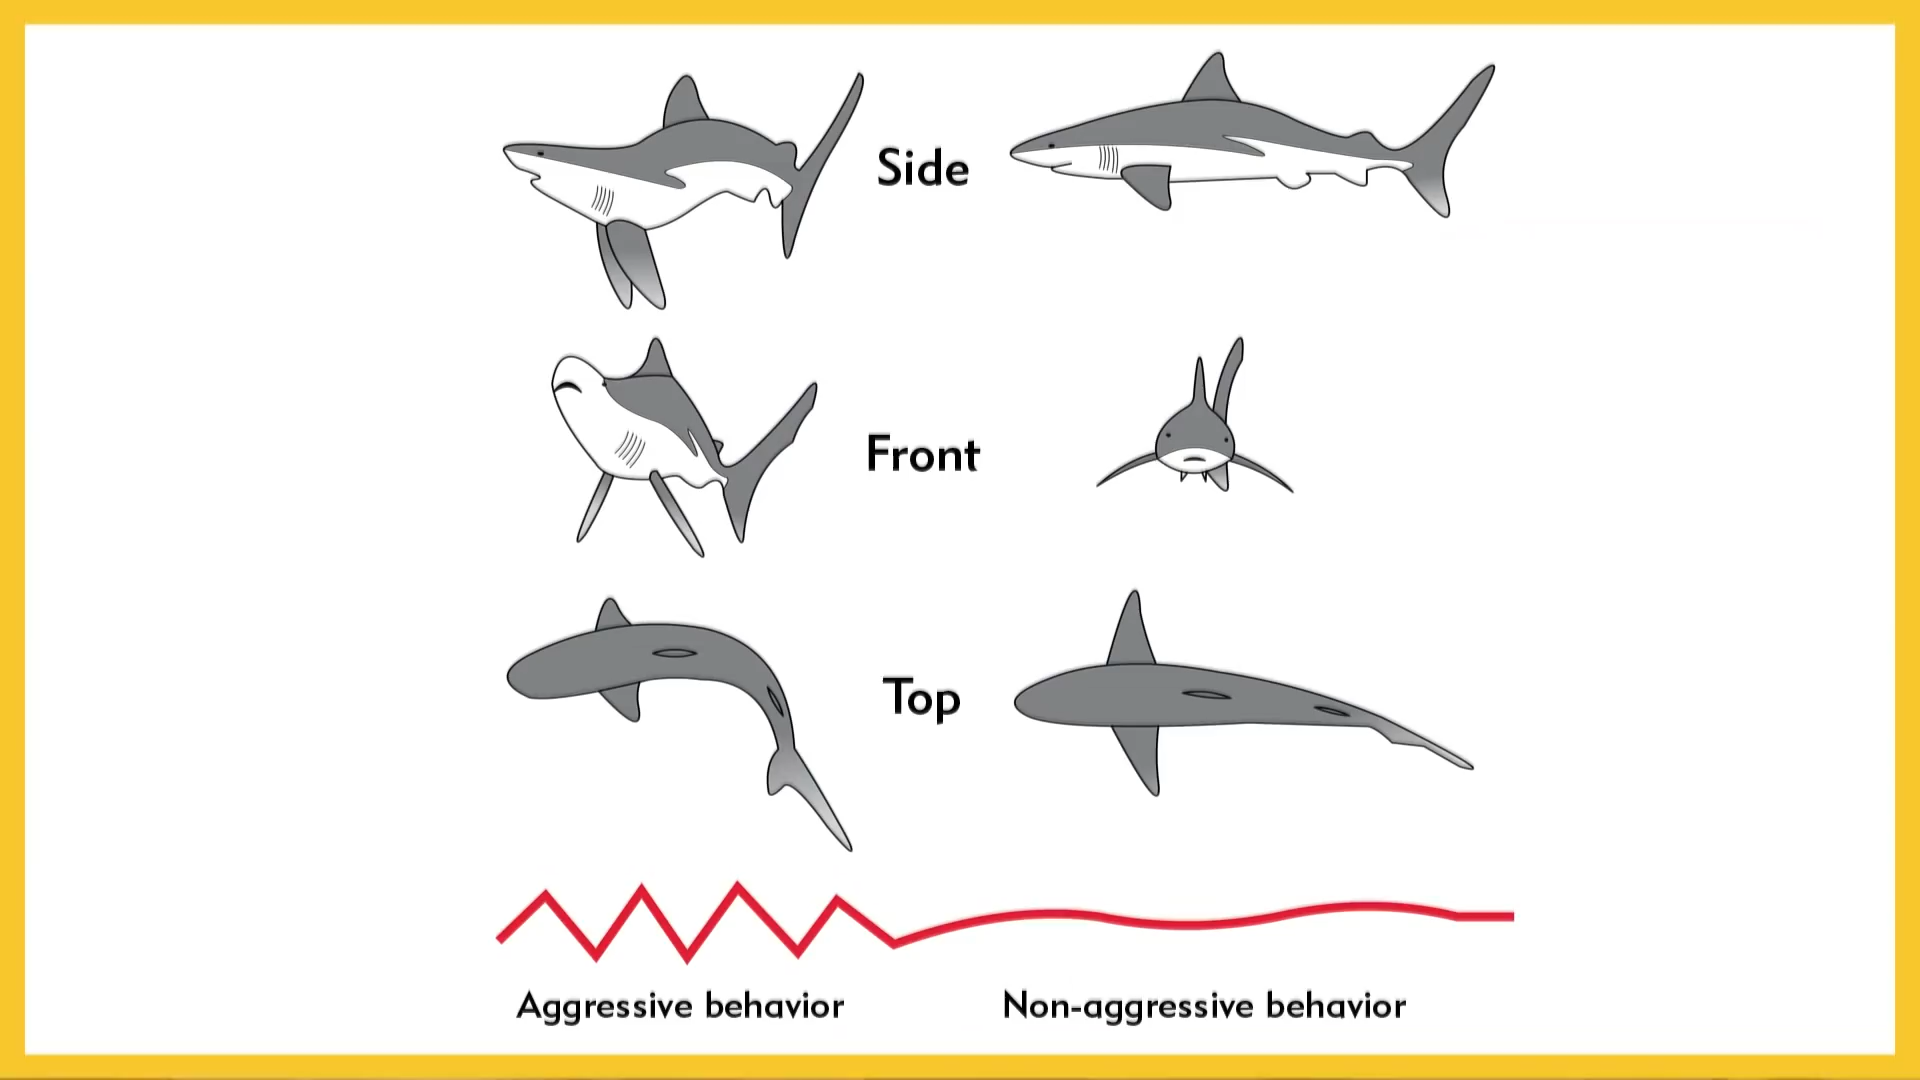 Side
Front
Top
Aggressive behavior
Non-aggressive behavior